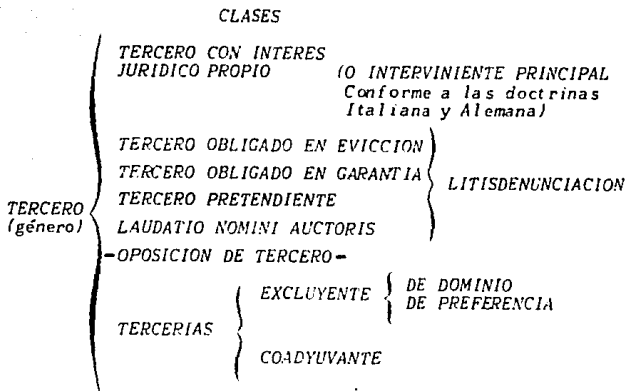 CLASES
TERCERO CON INTERES
JURIDICO PROPIO (O INTERVINIENTE PRINCIPAL
Conforme a las doctrinas
Italiana y Alemana)
TERCERO OBLIGADO EN EVICCION
TERCERO OBLIGADO EN GARANTIA
LITISDENUNCIACION
TERCERO PRETENDIENTE
TERCERO
(género)
LAUDATIO NOMINI AUCTORIS
-OPOSICION DE TERCERO-
EXCLUYENTE DE DOMINIO
DE PREFERENCIA
TERCERIAS
COADYUVANTE